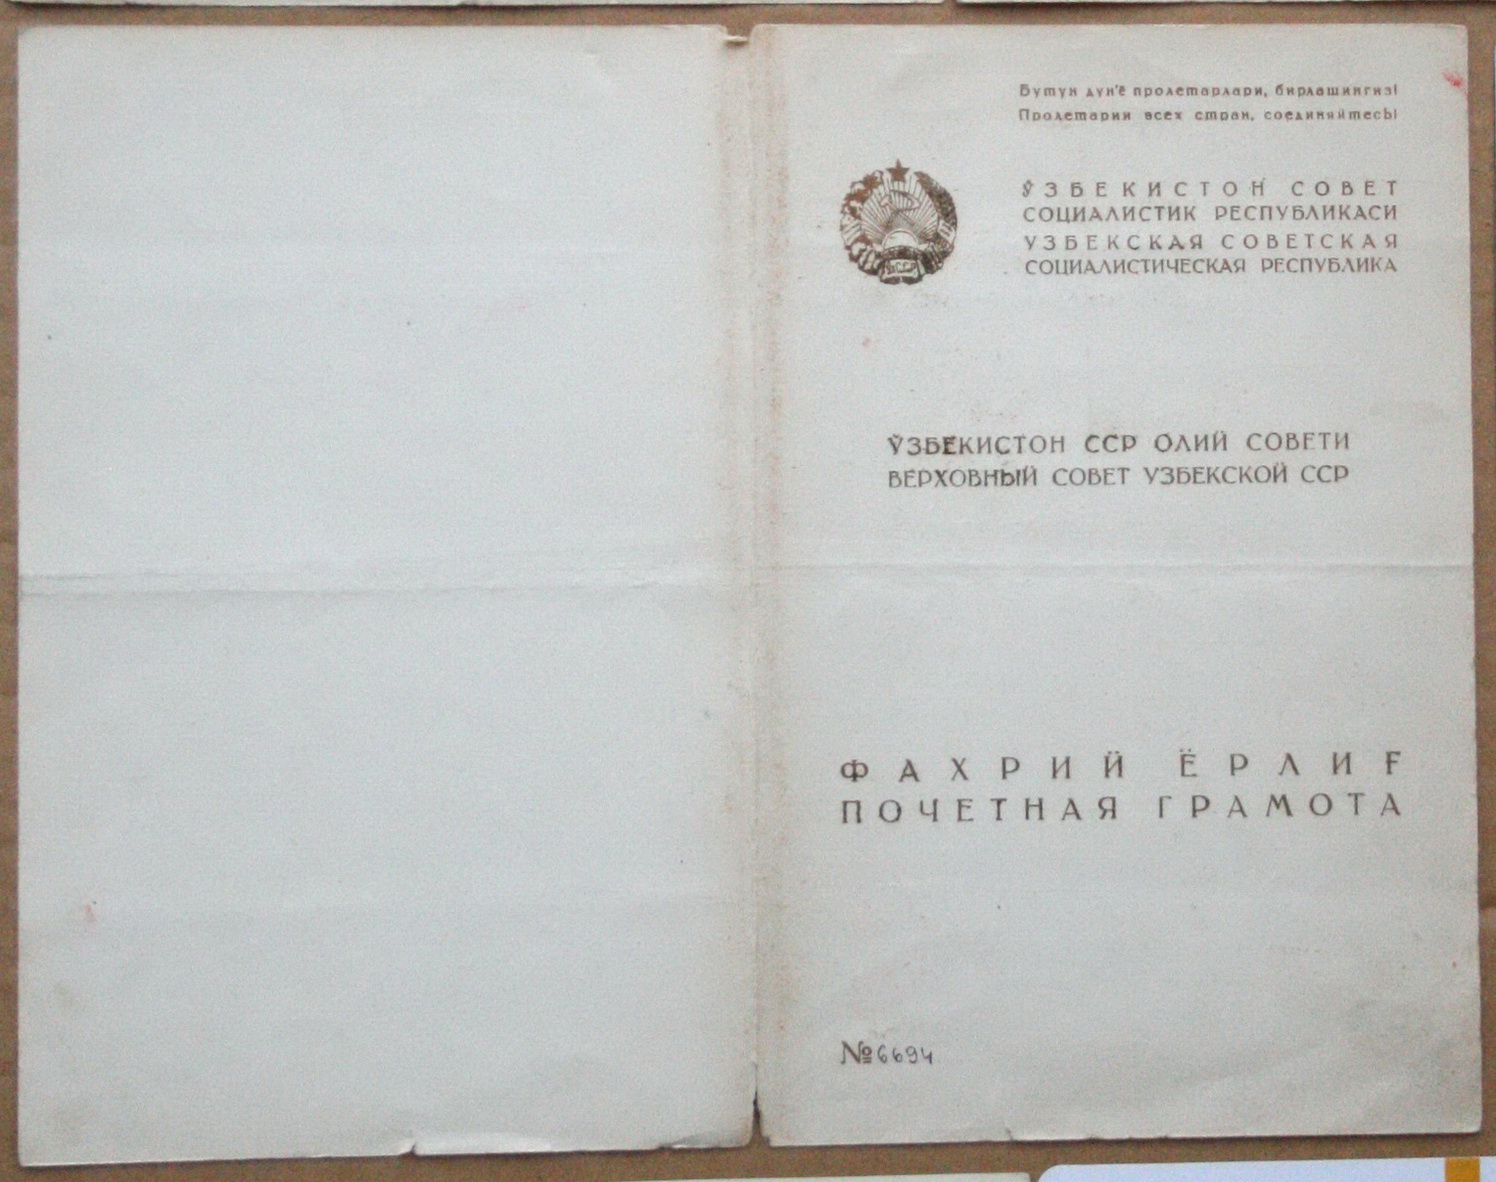 Бутун дун'ё пролетарлари, бирлашингиз!
Пролетарии всех стран, соединяйтесь!
ЎЗБЕКИСТОН СОВЕТ
СОЦИАЛИСТИК РЕСПУБЛИКАСИ
УЗБЕКСКАЯ СОВЕТСКАЯ
СОЦИАЛИСТИЧЕСКАЯ РЕСПУБЛИКА
ЎЗБЕКИСТОН ССР ОЛИЙ СОВЕТИ
ВЕРХОВНЫЙ СОВЕТ УЗБЕКСКОЙ ССР
ФАХРИЙ ЁРЛИҒ
ПОЧЕТНАЯ ГРАМОТА
№6694